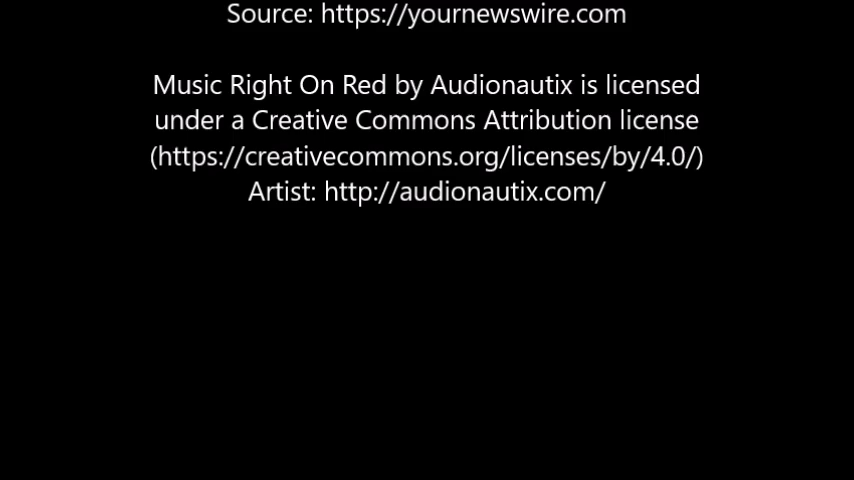 Source: https://yournewswire.com
Music Right On Red by Audionautix is licensed
under a Creative Commons Attribution license
(https://creativecommons.org/licenses/by/4.0/)
Artist: http://audionautix.com/